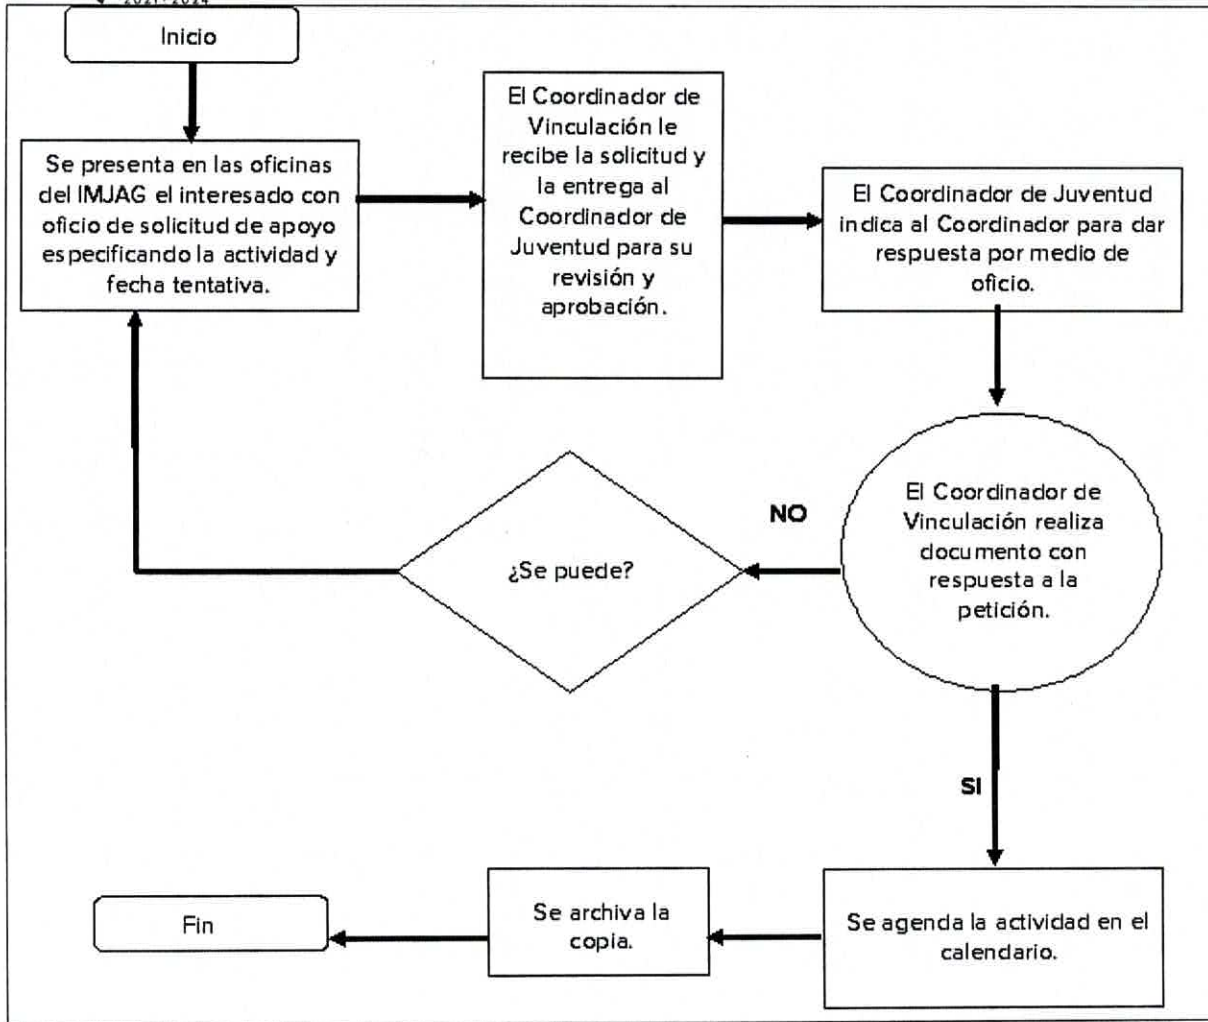 2021-2024
Inicio
Se presenta en las oficinas
del IMJAG el interesado con
oficio de solicitud de apoyo
especificando la actividad y
fecha tentativa.
El Coordinador de
Vinculación le
recibe la solicitud y
la entrega al
Coordinador de
Juventud para su
revisión y
aprobación.
El Coordinador de Juventud
indica al Coordinador para dar
respuesta por medio de
oficio.
El Coordinador de
Vinculación realiza
documento con
respuesta a la
petición.
NO
¿Se puede?
SI
Se agenda la actividad en el
calendario.
Se archiva la
copia.
Fin